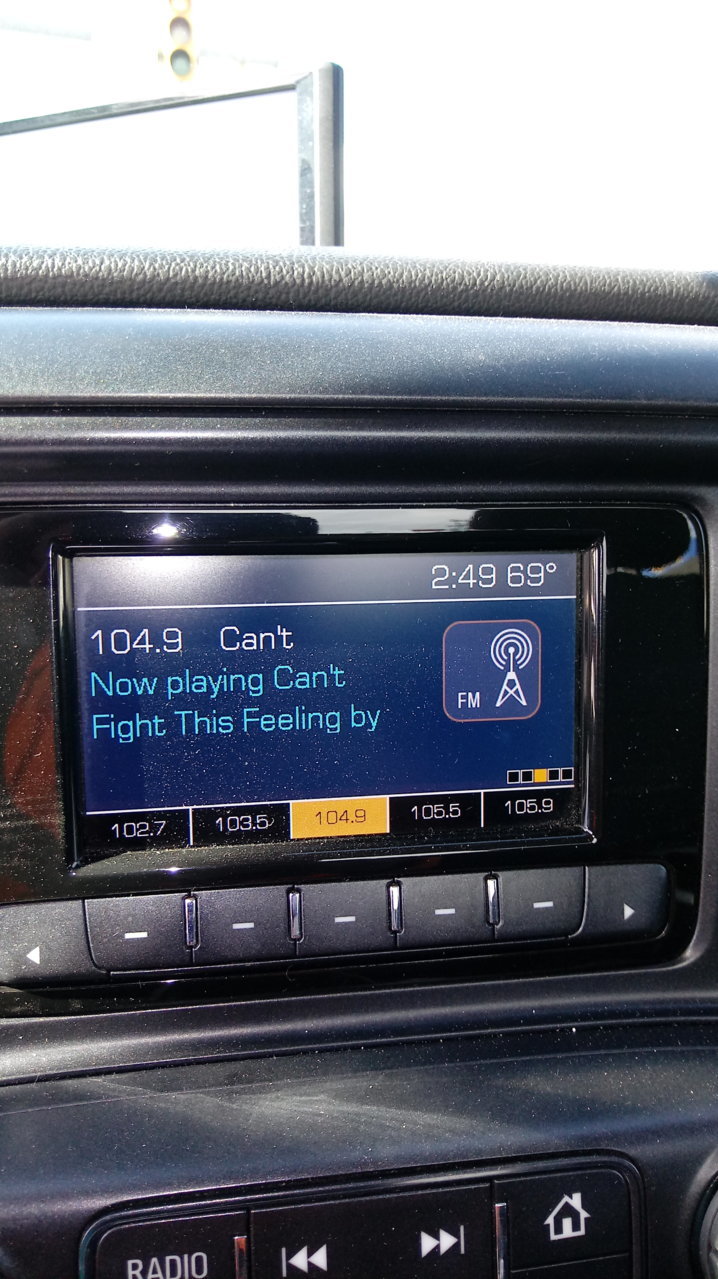 2:49 69°
104.9 Can't
Now playing Can't
Fight This Feeling by
FM
102.7 103.5 104.9 105.5 105.9
RADIO